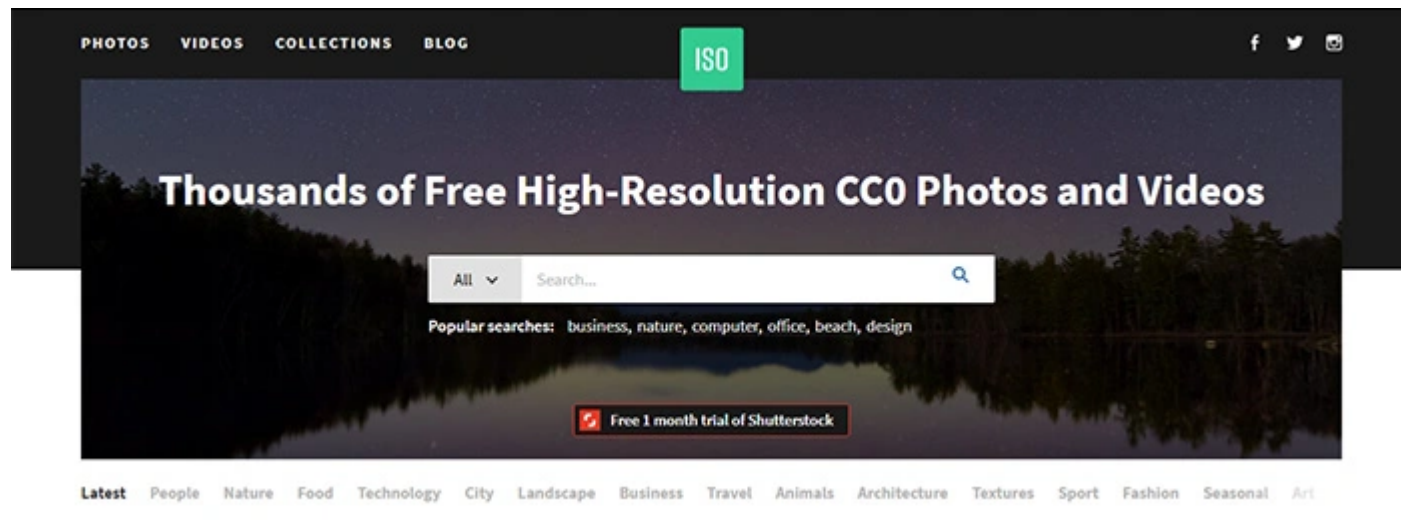 PHOTOS VIDEOS COLLECTIONS BLOG
ISO
Thousands of Free High-Resolution CC0 Photos and Videos
All Search...
Popular searches: business, nature, computer, office, beach, design
Free 1 month trial of Shutterstock
Latest People Nature Food Technology City Landscape Business Travel Animals Architecture Textures Sport Fashion Seasonal Art